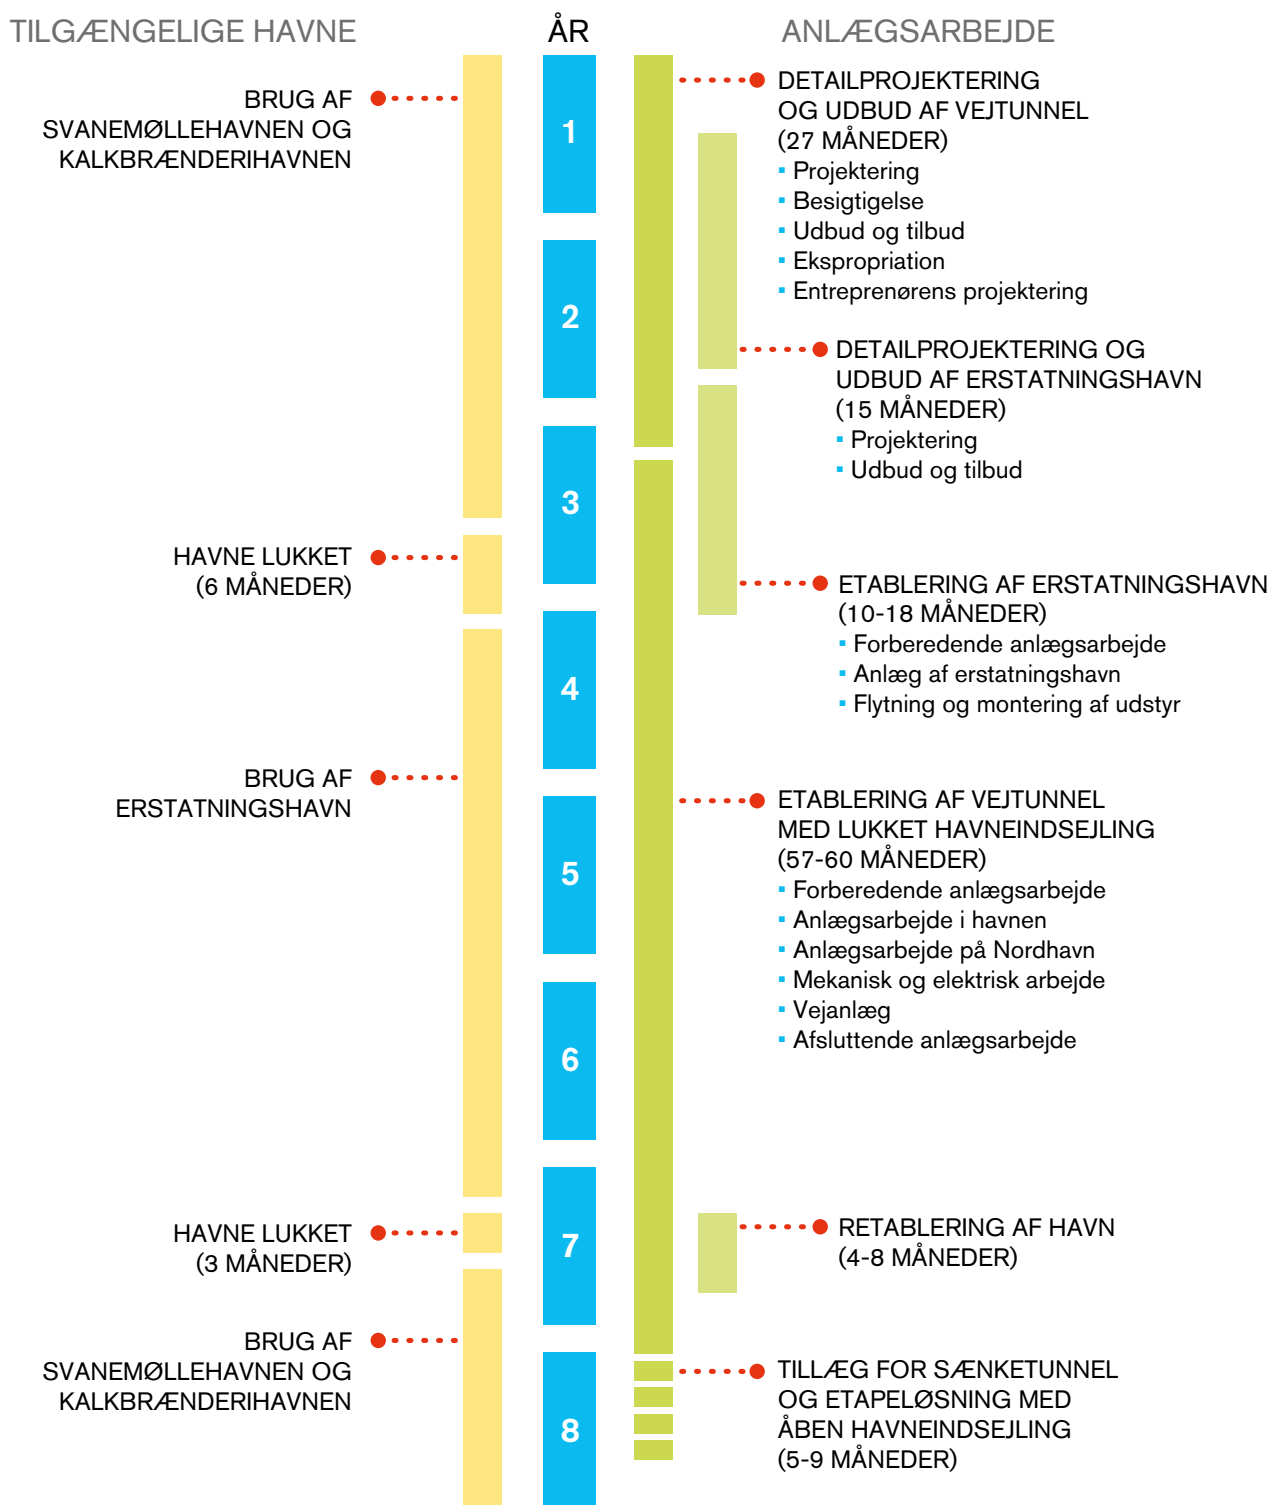 TILGÆNGELIGE HAVNE
ÅR
ANLÆGSARBEJDE
BRUG AF
SVANEMØLLEHAVNEN OG
KALKBRÆNDERIHAVNEN
HAVNE LUKKET
(6 MÅNEDER)
BRUG AF
ERSTATNINGSHAVN
HAVNE LUKKET
(3 MÅNEDER)
BRUG AF
SVANEMØLLEHAVNEN OG
KALKBRÆNDERIHAVNEN
1
2
3
4
5
6
7
8
DETAILPROJEKTERING
OG UDBUD AF VEJTUNNEL
(27 MÅNEDER)
▪ Projektering
▪ Besigtigelse
▪ Udbud og tilbud
▪ Ekspropriation
▪ Entreprenørens projektering
DETAILPROJEKTERING OG
UDBUD AF ERSTATNINGSHAVN
(15 MÅNEDER)
▪ Projektering
▪ Udbud og tilbud
ETABLERING AF ERSTATNINGSHAVN
(10-18 MÅNEDER)
▪ Forberedende anlægsarbejde
▪ Anlæg af erstatningshavn
▪ Flytning og montering af udstyr
ETABLERING AF VEJTUNNEL
MED LUKKET HAVNEINDSEJLING
(57-60 MÅNEDER)
▪ Forberedende anlægsarbejde
▪ Anlægsarbejde i havnen
▪ Anlægsarbejde på Nordhavn
▪ Mekanisk og elektrisk arbejde
▪ Vejanlæg
▪ Afsluttende anlægsarbejde
RETABLERING AF HAVN
(4-8 MÅNEDER)
TILLÆG FOR SÆNKETUNNEL
OG ETAPELØSNING MED
ÅBEN HAVNEINDSEJLING
(5-9 MÅNEDER)